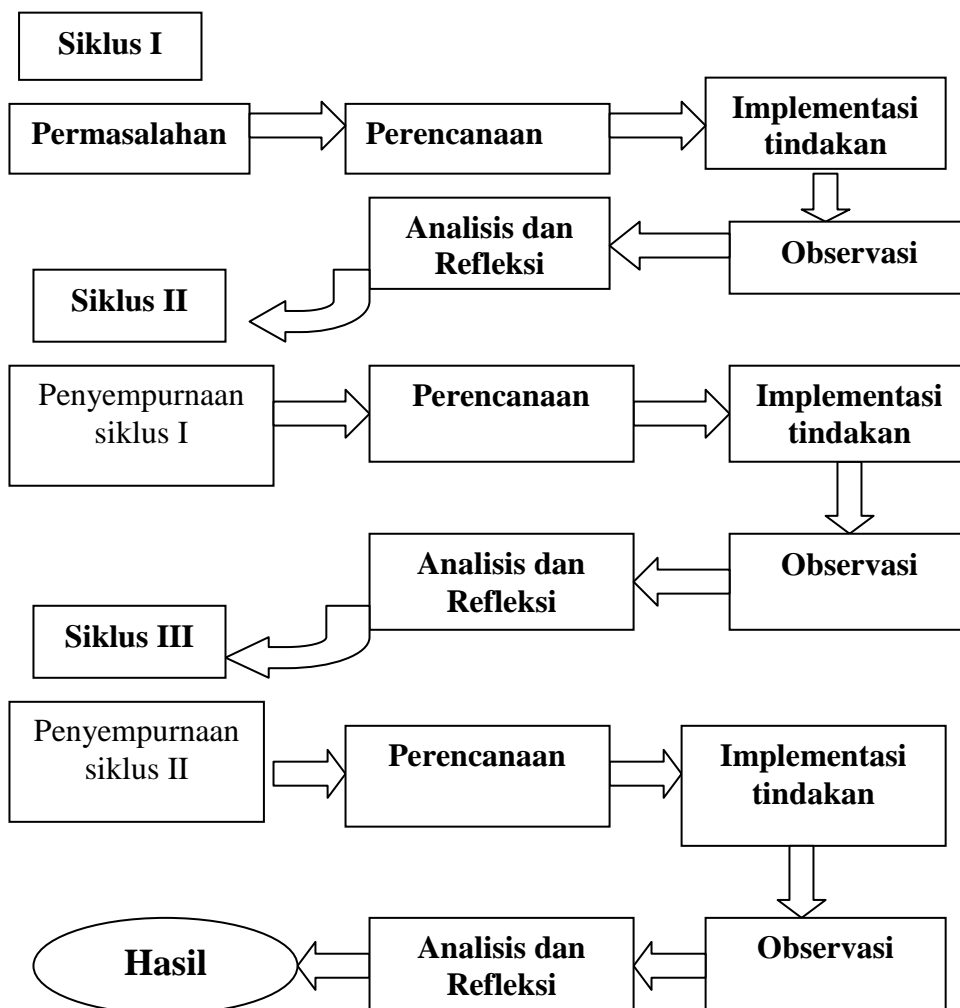 Siklus I
Permasalahan
Perencanaan
Implementasi
tindakan
Observasi
Analisis dan
Refleksi
Siklus II
Penyempurnaan
siklus I
Perencanaan
Implementasi
tindakan
Observasi
Analisis dan
Refleksi
Siklus III
Penyempurnaan
siklus II
Perencanaan
Implementasi
tindakan
Observasi
Analisis dan
Refleksi
Hasil